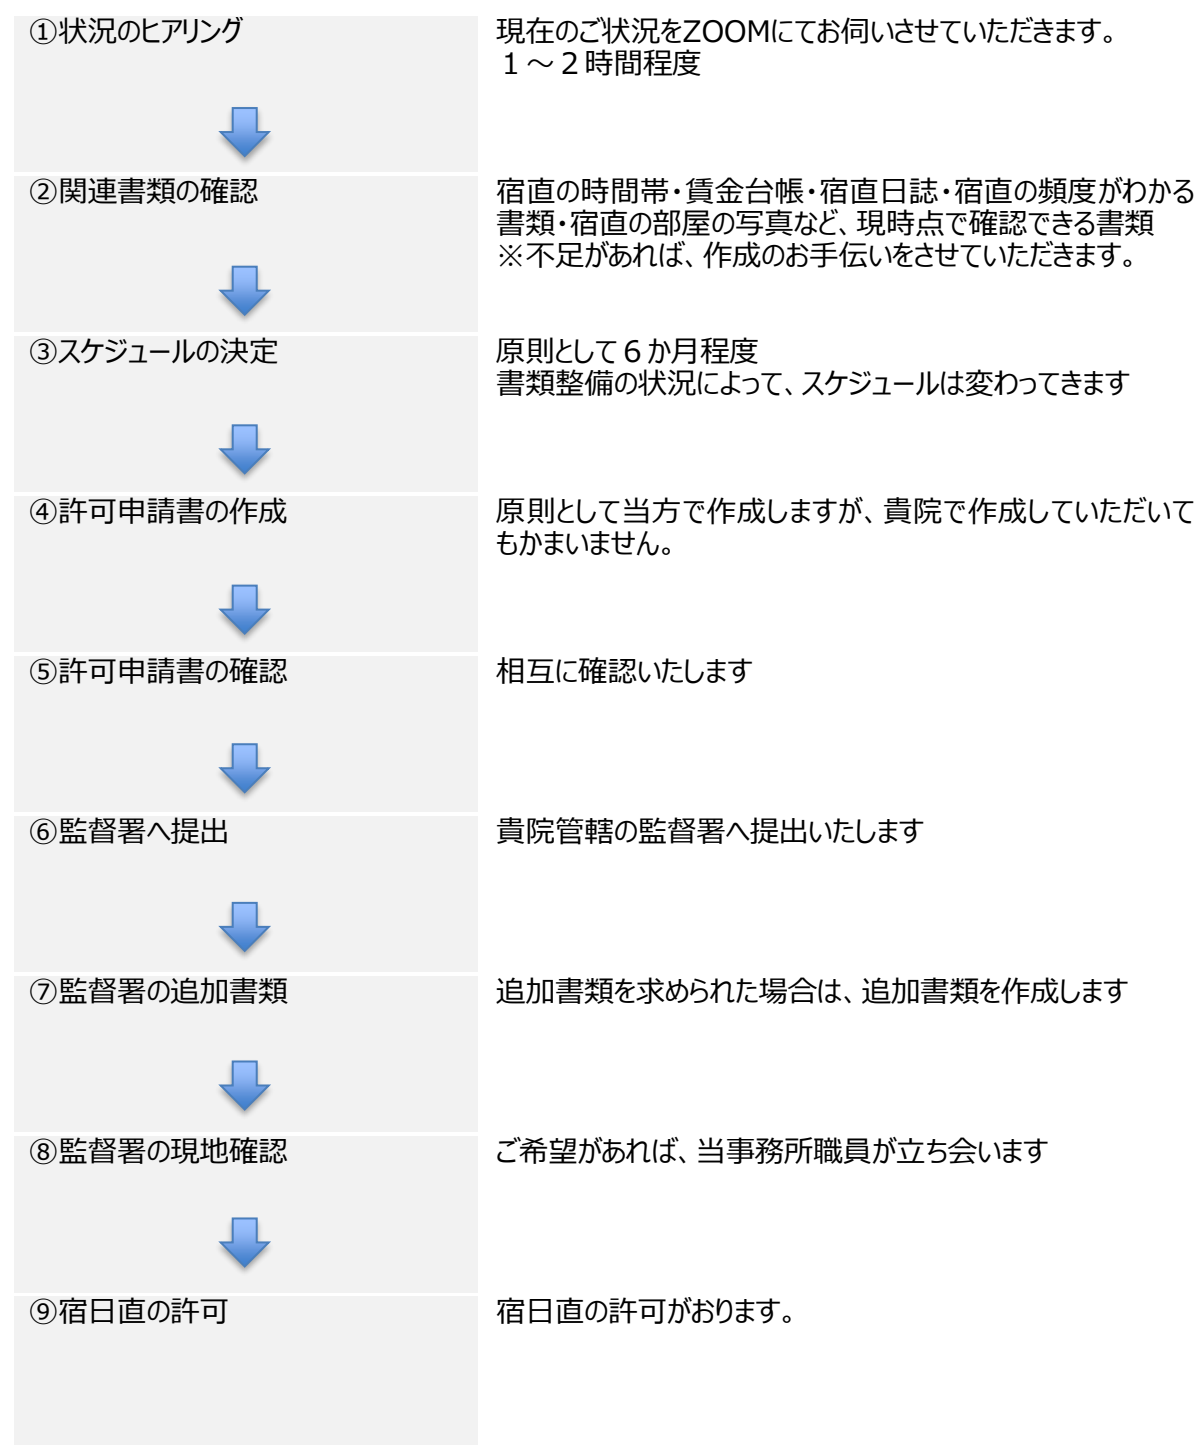 ①状況のヒアリング
現在のご状況をZOOMにてお伺いさせていただきます。
１～２時間程度
②関連書類の確認
宿直の時間帯・賃金台帳・宿直日誌・宿直の頻度がわかる
書類・宿直の部屋の写真など、現時点で確認できる書類
※不足があれば、作成のお手伝いをさせていただきます。
③スケジュールの決定
原則として６か月程度
書類整備の状況によって、スケジュールは変わってきます
④許可申請書の作成
原則として当方で作成しますが、貴院で作成していただいて
もかまいません。
⑤許可申請書の確認
相互に確認いたします
⑥監督署へ提出
貴院管轄の監督署へ提出いたします
⑦監督署の追加書類
追加書類を求められた場合は、追加書類を作成します
⑧監督署の現地確認
ご希望があれば、当事務所職員が立ち会います
⑨宿日直の許可
宿日直の許可がおります。